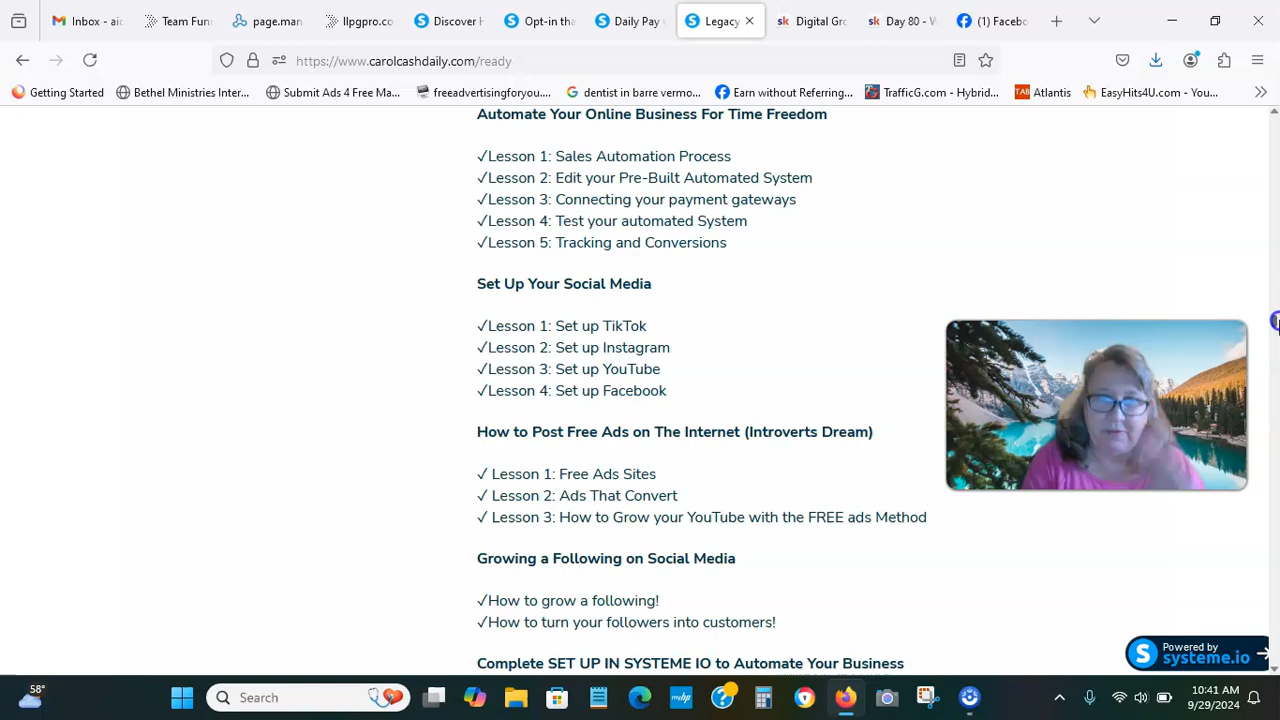 Inbox - aic
Team Fun
page.man
llpgpro.co
Discover H
Opt-in tha
Daily Pay
Legacy
Digital Gro
Day 80 - W
(1) Facebo
https://www.carolcashdaily.com/ready
Getting Started
Bethel Ministries Inter...
Submit Ads 4 Free Ma...
freeadvertisingforyou....
dentist in barre vermo...
Earn without Referring...
TrafficG.com - Hybrid...
TAB
Atlantis
EasyHits4U.com - You...
Automate Your Online Business For Time Freedom
✓Lesson 1: Sales Automation Process
✓Lesson 2: Edit your Pre-Built Automated System
✓Lesson 3: Connecting your payment gateways
✓Lesson 4: Test your automated System
✓Lesson 5: Tracking and Conversions
Set Up Your Social Media
✓Lesson 1: Set up TikTok
✓Lesson 2: Set up Instagram
✓Lesson 3: Set up YouTube
✓Lesson 4: Set up Facebook
How to Post Free Ads on The Internet (Introverts Dream)
✓ Lesson 1: Free Ads Sites
✓ Lesson 2: Ads That Convert
✓ Lesson 3: How to Grow your YouTube with the FREE ads Method
Growing a Following on Social Media
✓How to grow a following!
✓How to turn your followers into customers!
Complete SET UP IN SYSTEME IO to Automate Your Business
Powered by
systeme.io
58°
Search
10:41 AM
9/29/2024